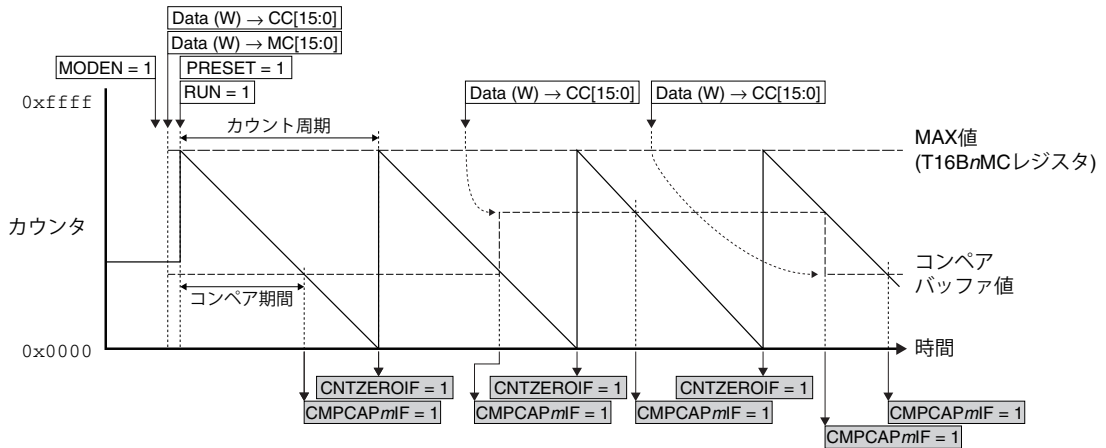 Data (W) → CC[15:0]
Data (W) → MC[15:0]
MODEN = 1
PRESET = 1
RUN = 1
Data (W) → CC[15:0]
Data (W) → CC[15:0]
0xffff
カウント周期
MAX値
(T16BnMCレジスタ)
カウンタ
コンペア期間
コンペア
バッファ値
0x0000
時間
CNTZEROIF = 1
CNTZEROIF = 1
CNTZEROIF = 1
CMPCAPmIF = 1
CMPCAPmIF = 1
CMPCAPmIF = 1
CMPCAPmIF = 1
CMPCAPmIF = 1